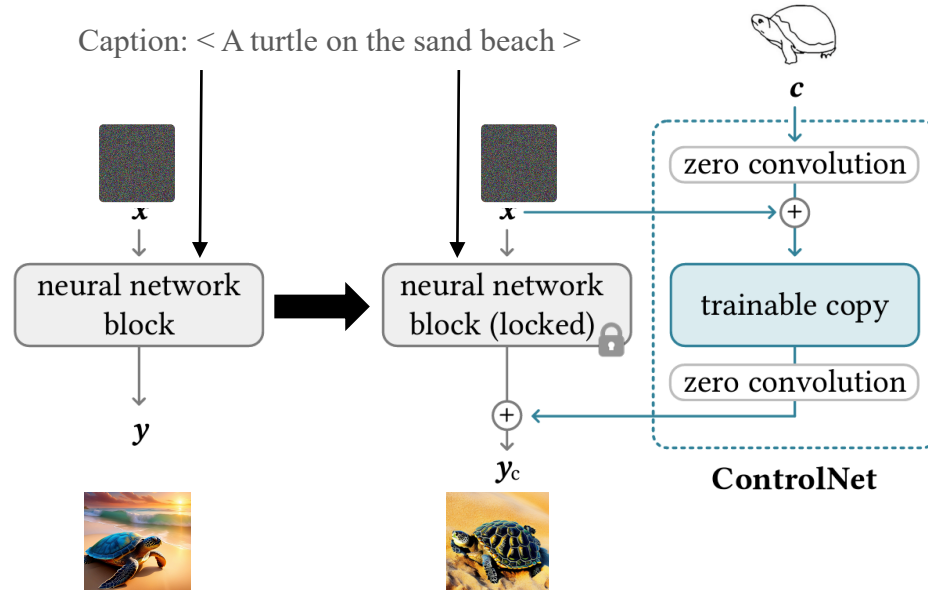 Caption: < A turtle on the sand beach >
c
zero convolution
x
x
+
neural network
block
neural network
block (locked)
trainable copy
zero convolution
+
y
yc
ControlNet